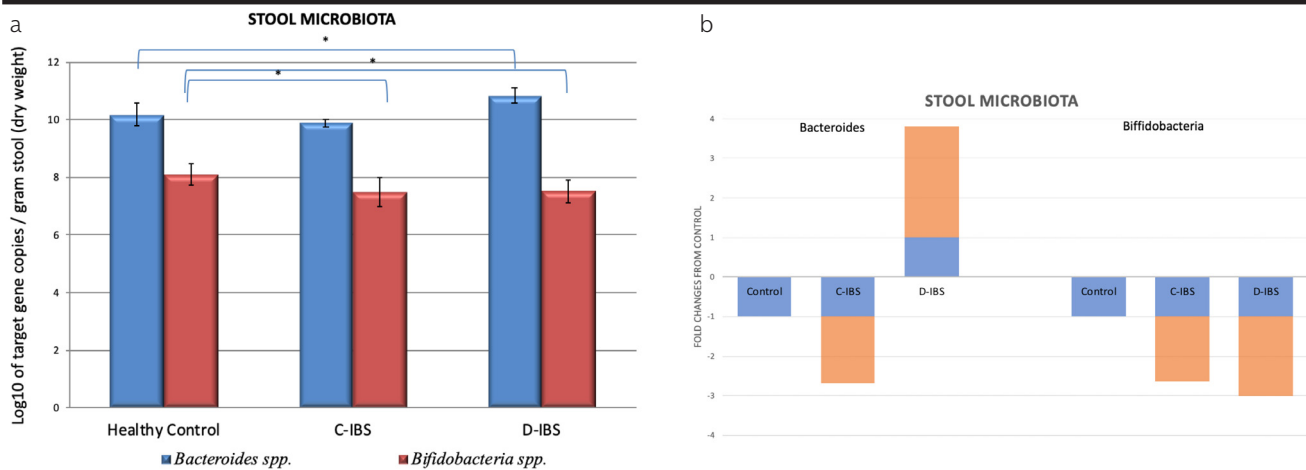 a
STOOL MICROBIOTA
Log10 of target gene copies / gram stool (dry weight)
12
10
8
6
4
2
0
*
*
*
Healthy Control C-IBS D-IBS
Bacteroides spp. Bifidobacteria spp.
b
STOOL MICROBIOTA
Bacteroides Biffidobacteria
FOLD CHANGES FROM CONTROL
4
3
2
1
0
-1
-2
-3
-4
Control C-IBS D-IBS Control C-IBS D-IBS